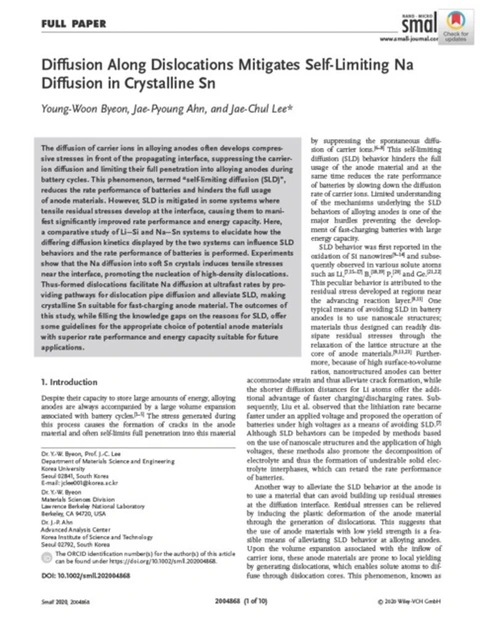 FULL PAPER
NANO · MICRO
small
www.small-journal.com
Check for
updates
Diffusion Along Dislocations Mitigates Self-Limiting Na
Diffusion in Crystalline Sn
Young-Woon Byeon, Jae-Pyoung Ahn, and Jae-Chul Lee*
The diffusion of carrier ions in alloying anodes often develops compres-
sive stresses in front of the propagating interface, suppressing the carrier-
ion diffusion and limiting their full penetration into alloying anodes during
battery cycles. This phenomenon, termed “self-limiting diffusion (SLD)”,
reduces the rate performance of batteries and hinders the full usage
of anode materials. However, SLD is mitigated in some systems where
tensile residual stresses develop at the interface, causing them to mani-
fest significantly improved rate performance and energy capacity. Here,
a comparative study of Li–Si and Na–Sn systems to elucidate how the
differing diffusion kinetics displayed by the two systems can influence SLD
behaviors and the rate performance of batteries is performed. Experiments
show that the Na diffusion into soft Sn crystals induces tensile stresses
near the interface, promoting the nucleation of high-density dislocations.
Thus-formed dislocations facilitate Na diffusion at ultrafast rates by pro-
viding pathways for dislocation pipe diffusion and alleviate SLD, making
crystalline Sn suitable for fast-charging anode material. The outcomes of
this study, while filling the knowledge gaps on the reasons for SLD, offer
some guidelines for the appropriate choice of potential anode materials
with superior rate performance and energy capacity suitable for future
applications.
1. Introduction
Despite their capacity to store large amounts of energy, alloying
anodes are always accompanied by a large volume expansion
associated with battery cycles.[1–5] The stress generated during
this process causes the formation of cracks in the anode
material and often self-limits full penetration into this material
Dr. Y.-W. Byeon, Prof. J.-C. Lee
Department of Materials Science and Engineering
Korea University
Seoul 02841, South Korea
E-mail: jclee001@korea.ac.kr
Dr. Y.-W. Byeon
Materials Sciences Division
Lawrence Berkeley National Laboratory
Berkeley, CA 94720, USA
Dr. J.-P. Ahn
Advanced Analysis Center
Korea Institute of Science and Technology
Seoul 02792, South Korea
The ORCID identification number(s) for the author(s) of this article
can be found under https://doi.org/10.1002/smll.202004868.
DOI: 10.1002/smll.202004868
by suppressing the spontaneous diffu-
sion of carrier ions.[6–8] This self-limiting
diffusion (SLD) behavior hinders the full
usage of the anode material and at the
same time reduces the rate performance
of batteries by slowing down the diffusion
rate of carrier ions. Limited understanding
of the mechanisms underlying the SLD
behaviors of alloying anodes is one of the
major hurdles preventing the develop-
ment of fast-charging batteries with large
energy capacity.
SLD behavior was first reported in the
oxidation of Si nanowires[9–14] and subse-
quently observed in various solute atoms
such as Li,[7,15–17] B,[18,19] P,[20] and Ge.[21,22]
This peculiar behavior is attributed to the
residual stress developed at regions near
the advancing reaction layer.[8,11] One
typical means of avoiding SLD in battery
anodes is to use nanoscale structures;
materials thus designed can readily dis-
sipate residual stresses through the
relaxation of the lattice structure at the
core of anode materials.[9,13,23] Further-
more, because of high surface-to-volume
ratios, nanostructured anodes can better
accommodate strain and thus alleviate crack formation, while
the shorter diffusion distances for Li atoms offer the addi-
tional advantage of faster charging/discharging rates. Sub-
sequently, Liu et al. observed that the lithiation rate became
faster under an applied voltage and proposed the operation of
batteries under high voltages as a means of avoiding SLD.[7]
Although SLD behaviors can be impeded by methods based
on the use of nanoscale structures and the application of high
voltages, these methods also promote the decomposition of
electrolyte and thus the formation of undesirable solid elec-
trolyte interphases, which can retard the rate performance
of batteries.
Another way to alleviate the SLD behavior at the anode is
to use a material that can avoid building up residual stresses
at the diffusion interface. Residual stresses can be relieved
by inducing the plastic deformation of the anode material
through the generation of dislocations. This suggests that
the use of anode materials with low yield strength is a fea-
sible means of alleviating SLD behavior at alloying anodes.
Upon the volume expansion associated with the inflow of
carrier ions, these anode materials are prone to local yielding
by generating dislocations, which enables solute atoms to dif-
fuse through dislocation cores. This phenomenon, known as
Small 2020, 2004868
2004868 (1 of 10)
© 2020 Wiley-VCH GmbH